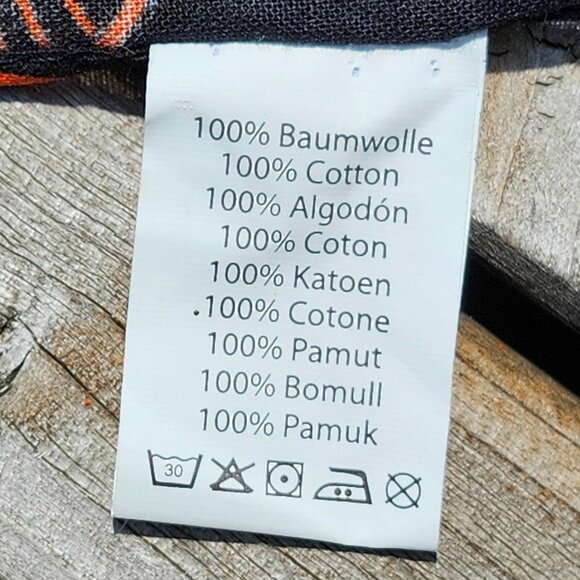 100% Baumwolle
100% Cotton
100% Algodón
100% Coton
100% Katoen
100% Cotone
100% Pamut
100% Bomull
100% Pamuk
30